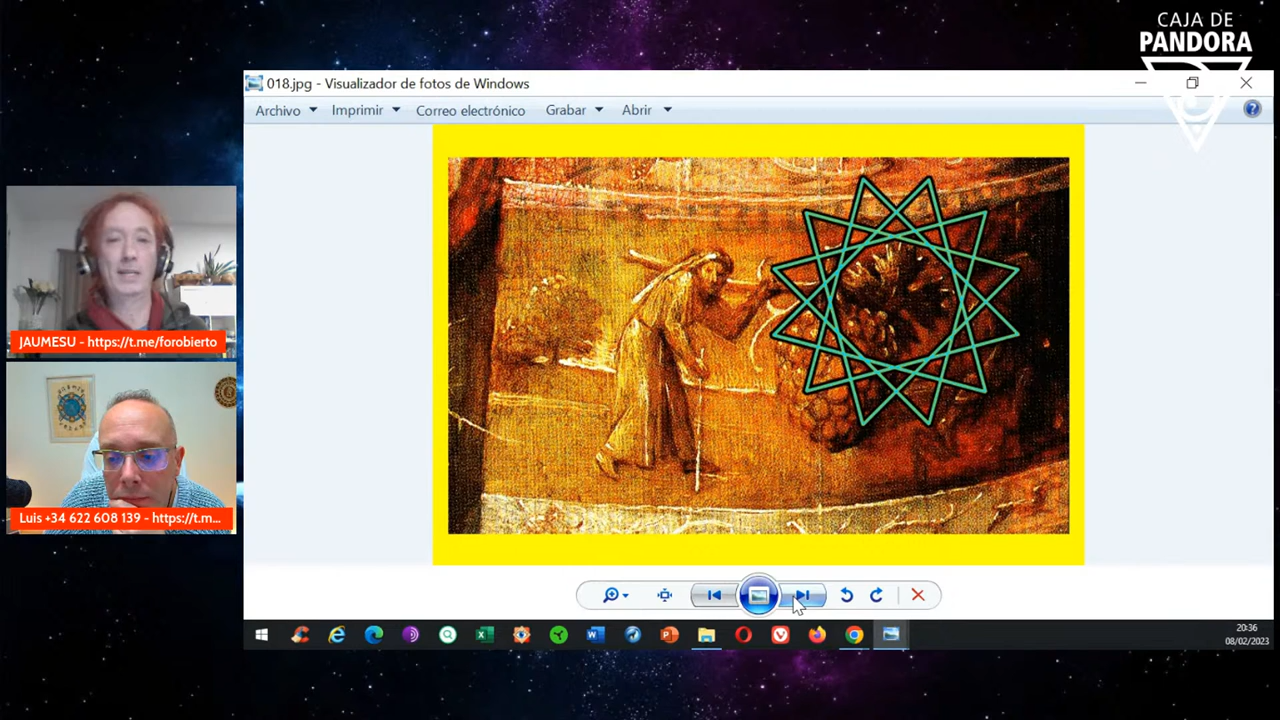 CAJA DE
PANDORA
018.jpg - Visualizador de fotos de Windows
Archivo Imprimir Correo electrónico Grabar Abrir
JAUMESU - https://t.me/forobierto
Luis +34 622 608 139 - https://t.m...
20:36
08/02/2023